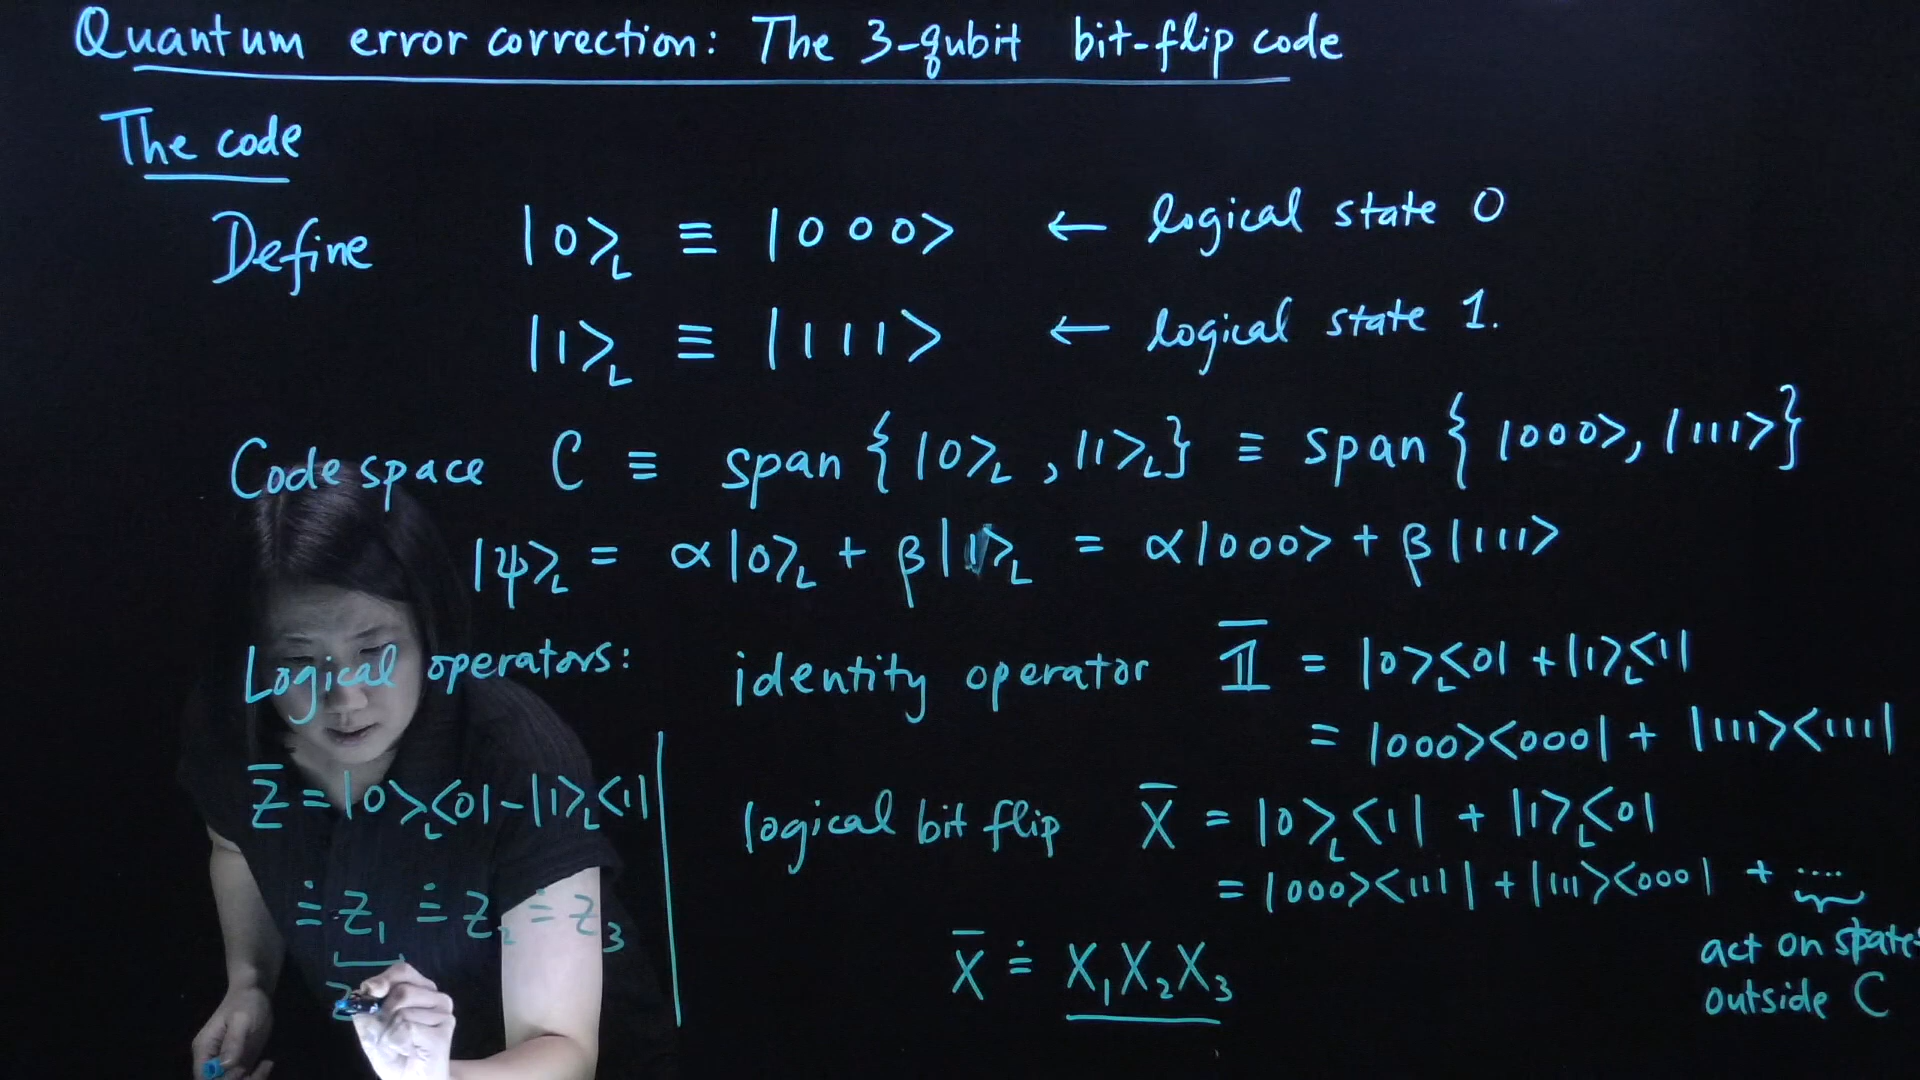 Quantum error correction: The 3-qubit bit-flip code
The code
Define |0⟩_L ≡ |000⟩ ← logical state 0
|1⟩_L ≡ |111⟩ ← logical state 1.
Codespace C ≡ span{|0⟩_L, |1⟩_L} ≡ span{|000⟩, |111⟩}
|ψ⟩_L = α|0⟩_L + β|1⟩_L = α|000⟩ + β|111⟩
Logical operators: identity operator 𝟙̅ = |0⟩_L⟨0| + |1⟩_L⟨1|
= |000⟩⟨000| + |111⟩⟨111|
Z̅ = |0⟩_L⟨0| - |1⟩_L⟨1|
≐ Z₁ ≐ Z₂ ≐ Z₃
logical bit flip X̅ = |0⟩_L⟨1| + |1⟩_L⟨0|
= |000⟩⟨111| + |111⟩⟨000| + ....
act on state
outside C
X̅ ≐ X₁X₂X₃